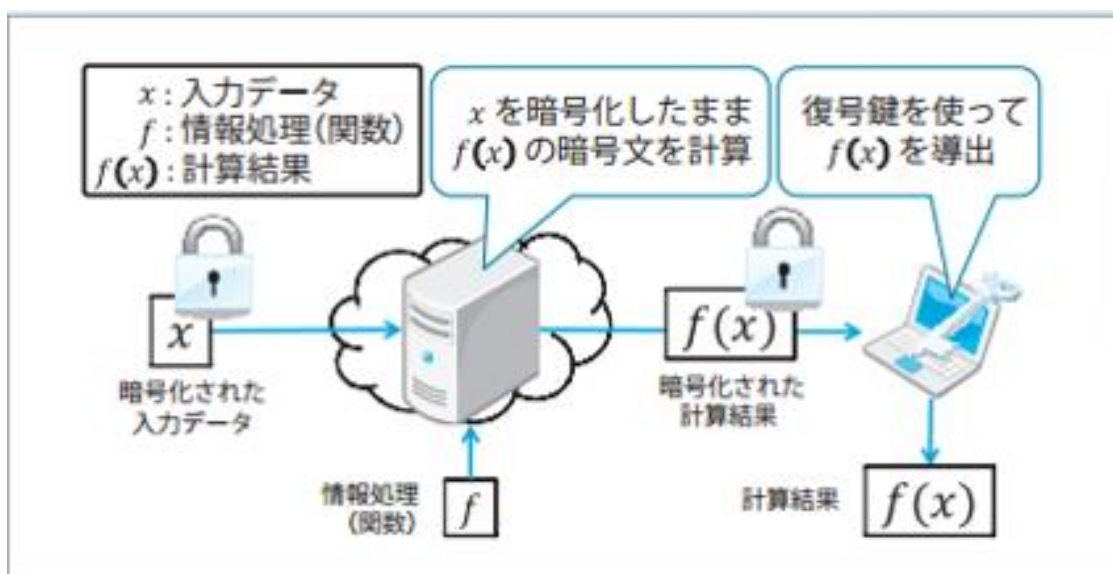 x : 入力データ
f : 情報処理(関数)
f(x) : 計算結果
x を暗号化したまま
f(x) の暗号文を計算
復号鍵を使って
f(x) を導出
x
暗号化された
入力データ
f(x)
暗号化された
計算結果
情報処理
(関数)
f
計算結果
f(x)